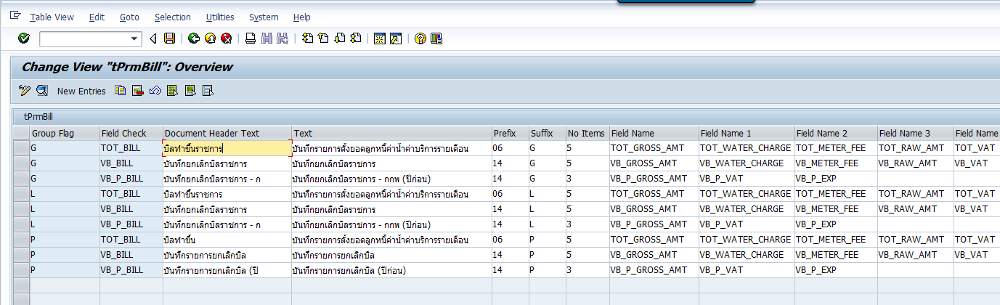 Table View Edit Goto Selection Utilities System Help
Change View "tPrmBill": Overview
New Entries
tPrmBill
Group Flag Field Check Document Header Text Text Prefix Suffix No Items Field Name Field Name 1 Field Name 2 Field Name 3 Field Name
G TOT_BILL บิลทำขึ้นราชการ บันทึกรายการตั้งยอดลูกหนี้ค่าน้ำค่าบริการรายเดือน 06 G 5 TOT_GROSS_AMT TOT_WATER_CHARGE TOT_METER_FEE TOT_RAW_AMT TOT_VAT
G VB_BILL บันทึกยกเลิกบิลราชการ บันทึกยกเลิกบิลราชการ 14 G 5 VB_GROSS_AMT VB_WATER_CHARGE VB_METER_FEE VB_RAW_AMT VB_VAT
G VB_P_BILL บันทึกยกเลิกบิลราชการ - ก บันทึกยกเลิกบิลราชการ - กกพ (ปีก่อน) 14 G 3 VB_P_GROSS_AMT VB_P_VAT VB_P_EXP
L TOT_BILL บิลทำขึ้นราชการ บันทึกรายการตั้งยอดลูกหนี้ค่าน้ำค่าบริการรายเดือน 06 L 5 TOT_GROSS_AMT TOT_WATER_CHARGE TOT_METER_FEE TOT_RAW_AMT TOT_VAT
L VB_BILL บันทึกยกเลิกบิลราชการ บันทึกยกเลิกบิลราชการ 14 L 5 VB_GROSS_AMT VB_WATER_CHARGE VB_METER_FEE VB_RAW_AMT VB_VAT
L VB_P_BILL บันทึกยกเลิกบิลราชการ - ก บันทึกยกเลิกบิลราชการ - กกพ (ปีก่อน) 14 L 3 VB_P_GROSS_AMT VB_P_VAT VB_P_EXP
P TOT_BILL บิลทำขึ้น บันทึกรายการตั้งยอดลูกหนี้ค่าน้ำค่าบริการรายเดือน 06 P 5 TOT_GROSS_AMT TOT_WATER_CHARGE TOT_METER_FEE TOT_RAW_AMT TOT_VAT
P VB_BILL บันทึกรายการยกเลิกบิล บันทึกรายการยกเลิกบิล 14 P 5 VB_GROSS_AMT VB_WATER_CHARGE VB_METER_FEE VB_RAW_AMT VB_VAT
P VB_P_BILL บันทึกรายการยกเลิกบิล (ปี บันทึกรายการยกเลิกบิล (ปีก่อน) 14 P 3 VB_P_GROSS_AMT VB_P_VAT VB_P_EXP